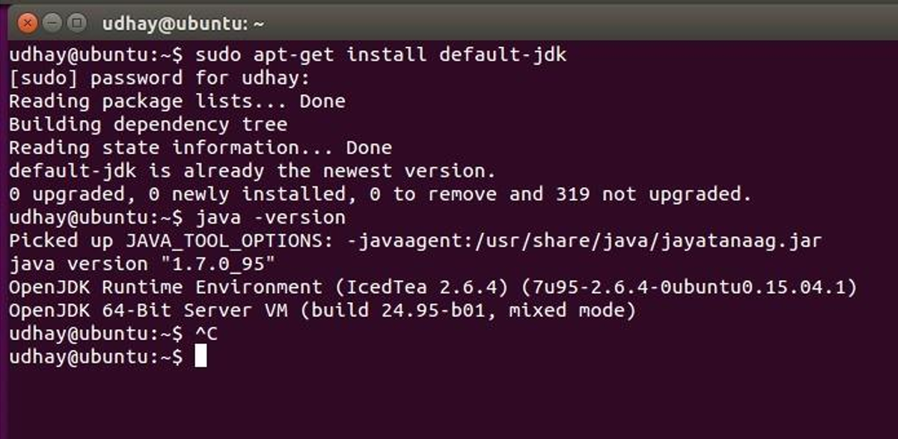 udhay@ubuntu: ~
udhay@ubuntu:~$ sudo apt-get install default-jdk
[sudo] password for udhay:
Reading package lists... Done
Building dependency tree
Reading state information... Done
default-jdk is already the newest version.
0 upgraded, 0 newly installed, 0 to remove and 319 not upgraded.
udhay@ubuntu:~$ java -version
Picked up JAVA_TOOL_OPTIONS: -javaagent:/usr/share/java/jayatanaag.jar
java version "1.7.0_95"
OpenJDK Runtime Environment (IcedTea 2.6.4) (7u95-2.6.4-0ubuntu0.15.04.1)
OpenJDK 64-Bit Server VM (build 24.95-b01, mixed mode)
udhay@ubuntu:~$ ^C
udhay@ubuntu:~$